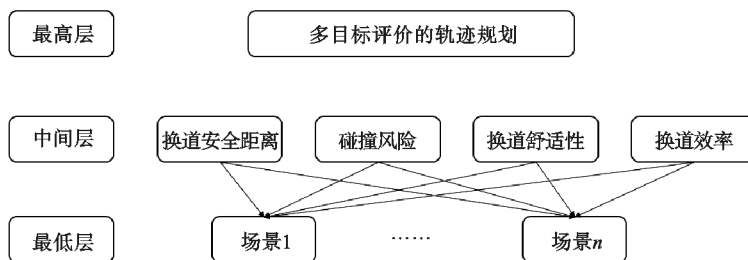 最高层
多目标评价的轨迹规划
中间层
换道安全距离
碰撞风险
换道舒适性
换道效率
最低层
场景1
……
场景n